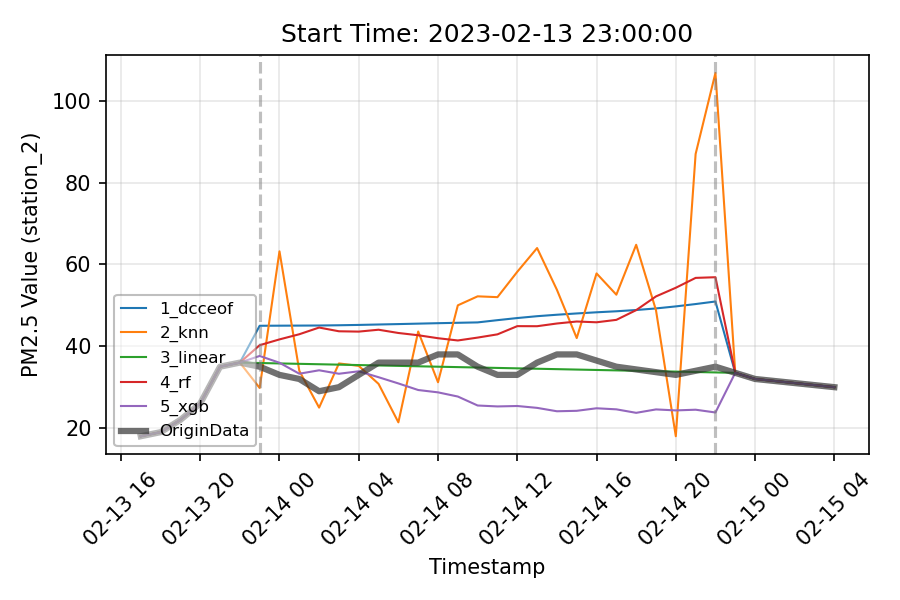 Start Time: 2023-02-13 23:00:00
PM2.5 Value (station_2)
100
80
60
40
20
1_dcceof
2_knn
3_linear
4_rf
5_xgb
OriginData
02-13 16
02-13 20
02-14 00
02-14 04
02-14 08
02-14 12
02-14 16
02-14 20
02-15 00
02-15 04
Timestamp